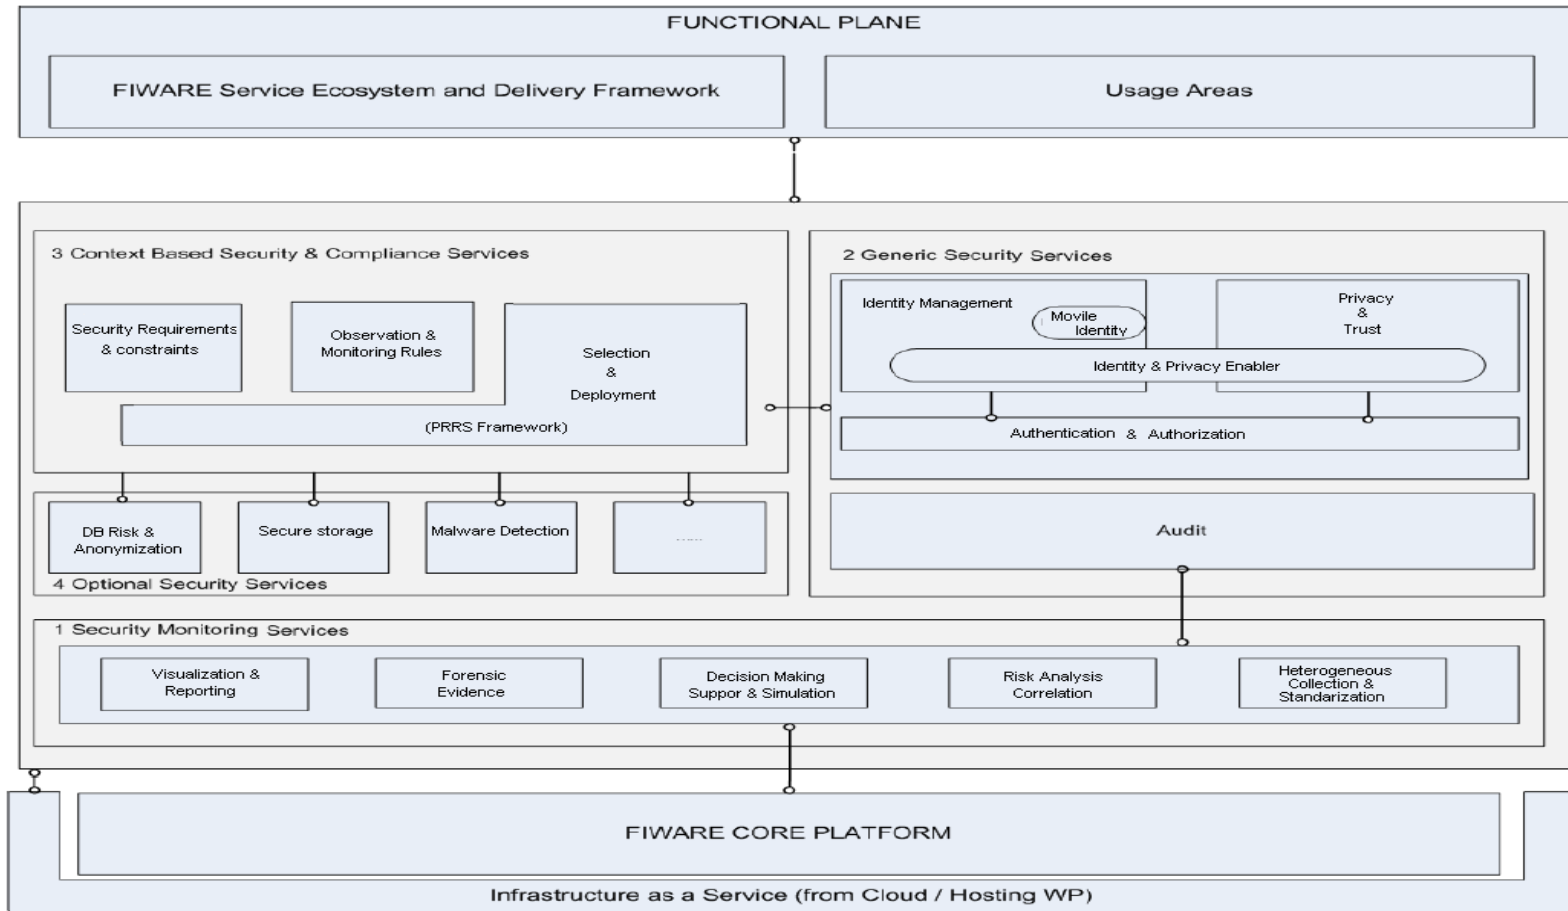 FUNCTIONAL PLANE
FIWARE Service Ecosystem and Delivery Framework
Usage Areas
3 Context Based Security & Compliance Services
Security Requirements
& constraints
Observation &
Monitoring Rules
Selection
&
Deployment
(PRRS Framework)
2 Generic Security Services
Identity Management
Movile
Identity
Privacy
&
Trust
Identity & Privacy Enabler
Authentication & Authorization
DB Risk &
Anonymization
Secure storage
Malware Detection
......
4 Optional Security Services
Audit
1 Security Monitoring Services
Visualization &
Reporting
Forensic
Evidence
Decision Making
Suppor & Simulation
Risk Analysis
Correlation
Heterogeneous
Collection &
Standarization
FIWARE CORE PLATFORM
Infrastructure as a Service (from Cloud / Hosting WP)